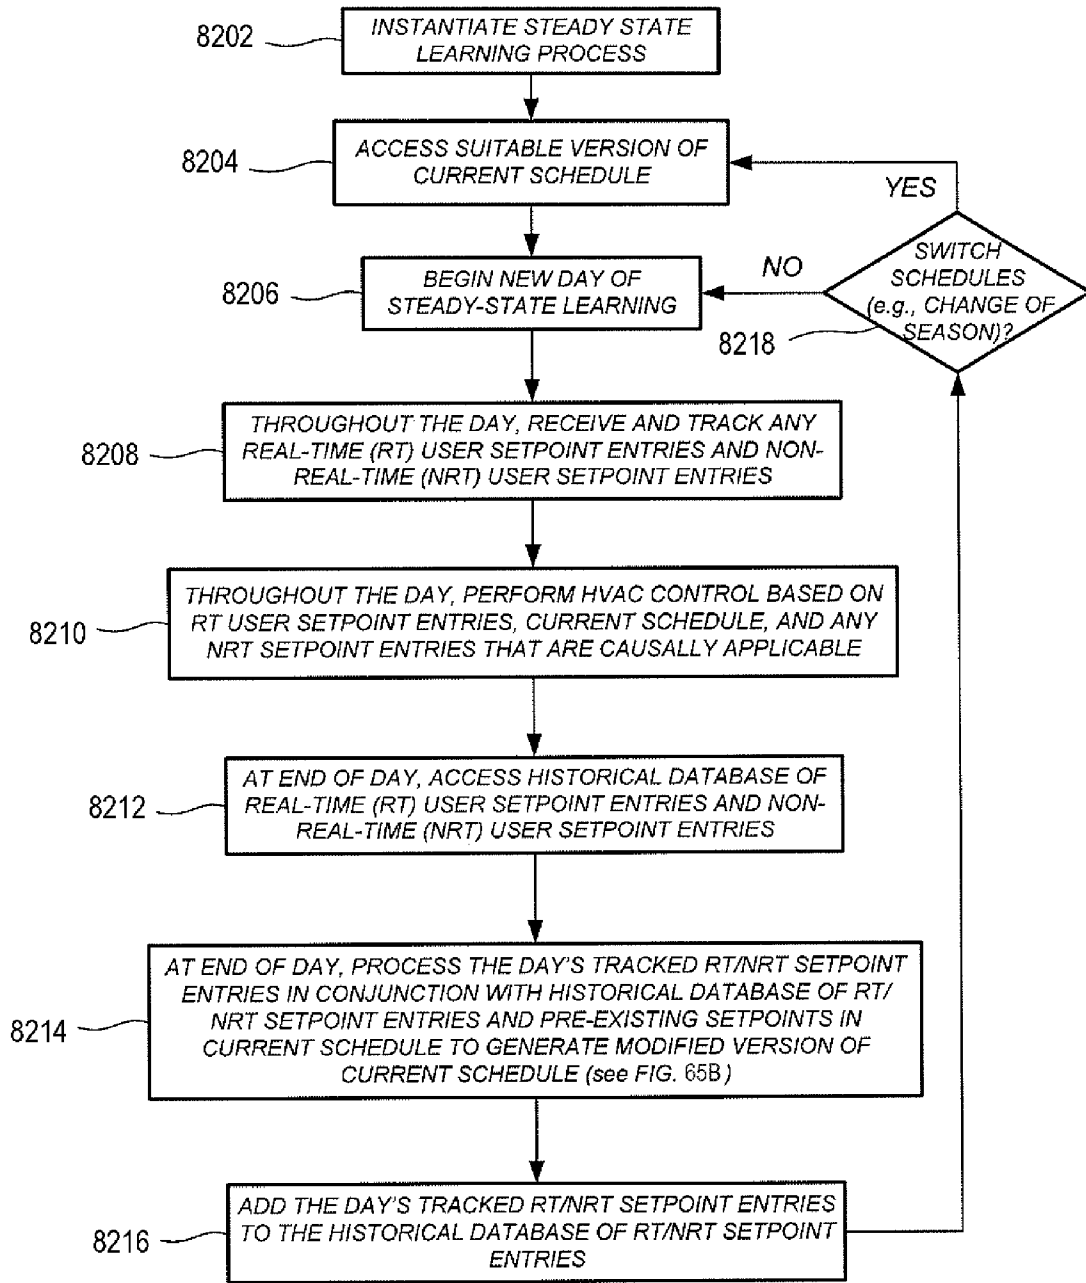 8202
INSTANTIATE STEADY STATE
LEARNING PROCESS
8204
ACCESS SUITABLE VERSION OF
CURRENT SCHEDULE
YES
8206
BEGIN NEW DAY OF
STEADY-STATE LEARNING
NO
SWITCH
SCHEDULES
(e.g., CHANGE OF
SEASON)?
8218
8208
THROUGHOUT THE DAY, RECEIVE AND TRACK ANY
REAL-TIME (RT) USER SETPOINT ENTRIES AND NON-
REAL-TIME (NRT) USER SETPOINT ENTRIES
8210
THROUGHOUT THE DAY, PERFORM HVAC CONTROL BASED ON
RT USER SETPOINT ENTRIES, CURRENT SCHEDULE, AND ANY
NRT SETPOINT ENTRIES THAT ARE CAUSALLY APPLICABLE
8212
AT END OF DAY, ACCESS HISTORICAL DATABASE OF
REAL-TIME (RT) USER SETPOINT ENTRIES AND NON-
REAL-TIME (NRT) USER SETPOINT ENTRIES
8214
AT END OF DAY, PROCESS THE DAY'S TRACKED RT/NRT SETPOINT
ENTRIES IN CONJUNCTION WITH HISTORICAL DATABASE OF RT/
NRT SETPOINT ENTRIES AND PRE-EXISTING SETPOINTS IN
CURRENT SCHEDULE TO GENERATE MODIFIED VERSION OF
CURRENT SCHEDULE (see FIG. 65B)
8216
ADD THE DAY'S TRACKED RT/NRT SETPOINT ENTRIES
TO THE HISTORICAL DATABASE OF RT/NRT SETPOINT
ENTRIES